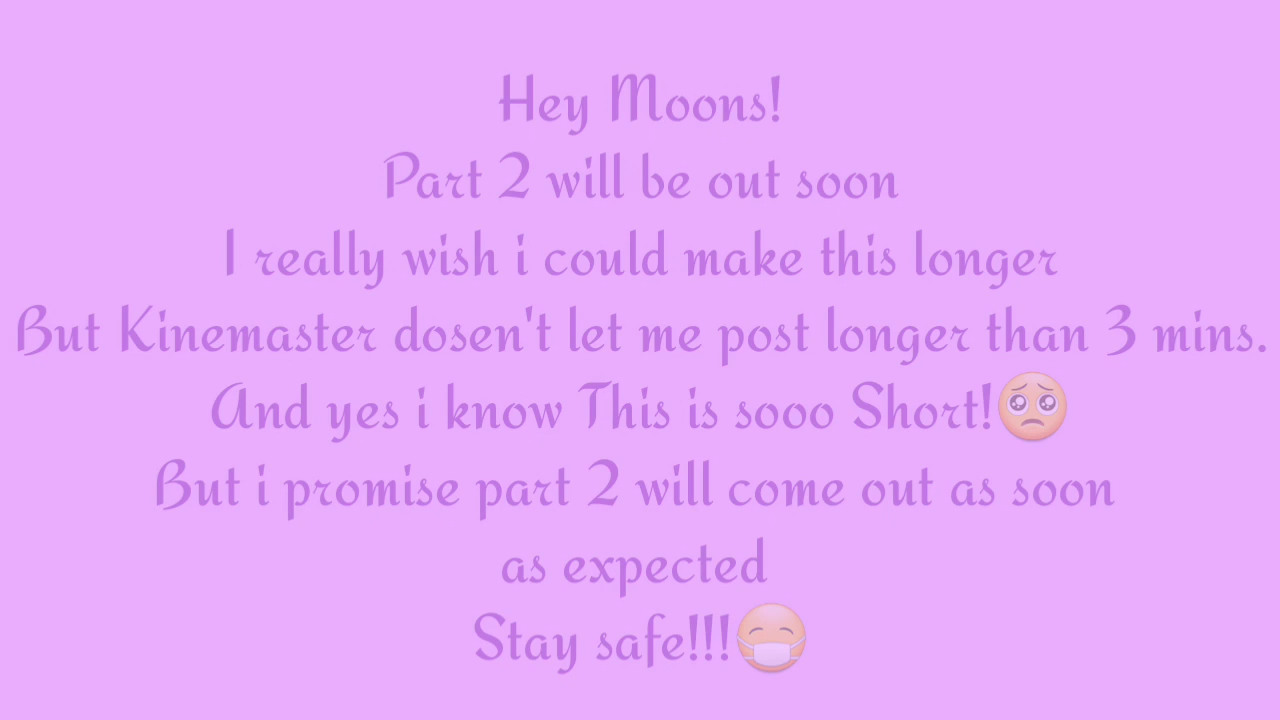 Hey Moons!
Part 2 will be out soon
I really wish i could make this longer
But Kinemaster dosen't let me post longer than 3 mins.
And yes i know This is sooo Short!🥺
But i promise part 2 will come out as soon
as expected
Stay safe!!!😷